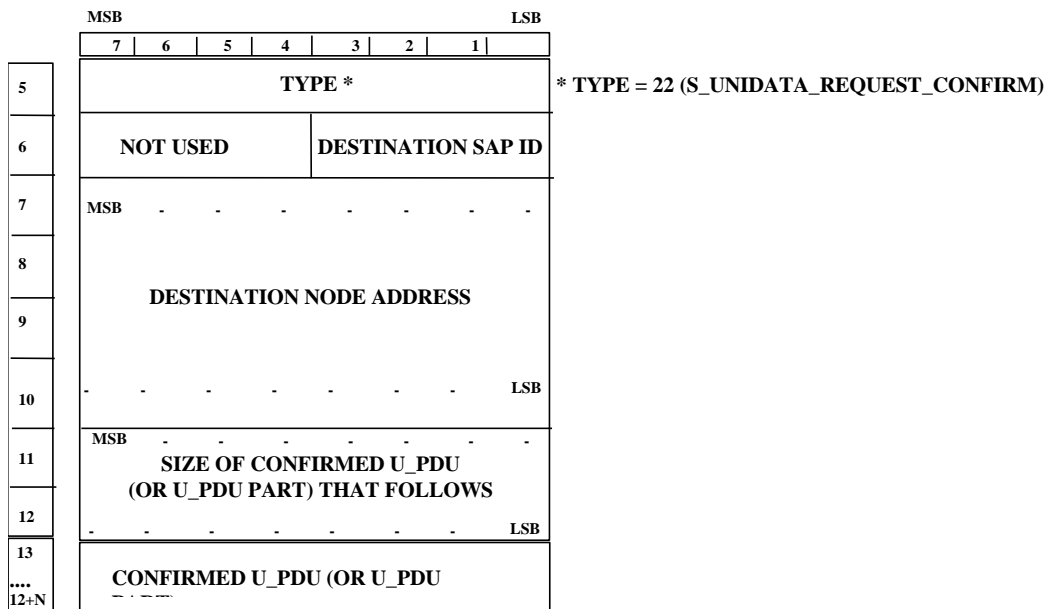 MSB LSB
7 6 5 4 3 2 1
5 TYPE * * TYPE = 22 (S_UNIDATA_REQUEST_CONFIRM)
6 NOT USED DESTINATION SAP ID
7 MSB - - - - - - -
8
DESTINATION NODE ADDRESS
9
10 - - - - - - - LSB
MSB - - - - - - -
11 SIZE OF CONFIRMED U_PDU
(OR U_PDU PART) THAT FOLLOWS
12 - - - - - - - LSB
13
CONFIRMED U_PDU (OR U_PDU
....
12+N